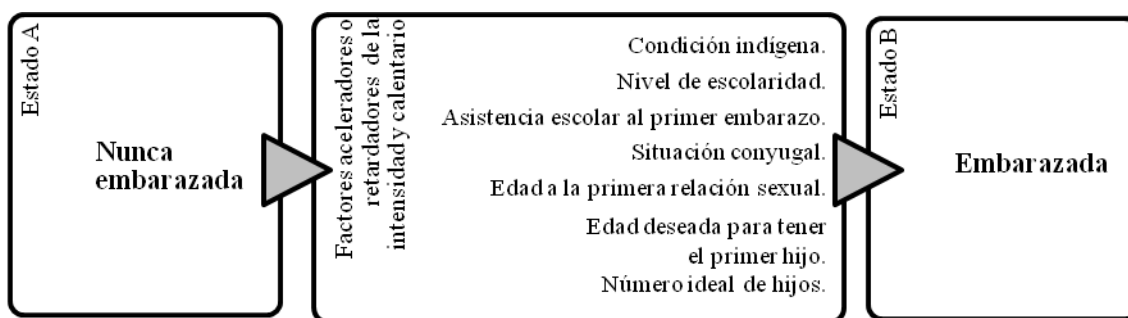 Estado A
Nunca
embarazada
Factores aceleradores o
retardadores de la
intensidad y calentario
Condición indígena.
Nivel de escolaridad.
Asistencia escolar al primer embarazo.
Situación conyugal.
Edad a la primera relación sexual.
Edad deseada para tener
el primer hijo.
Número ideal de hijos.
Estado B
Embarazada